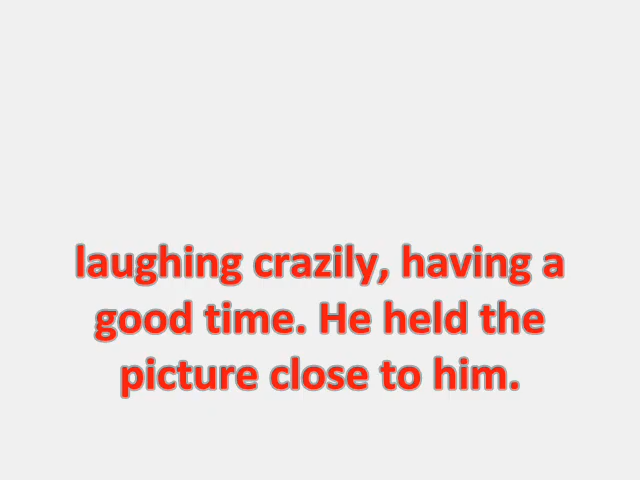 laughing crazily, having a
good time. He held the
picture close to him.